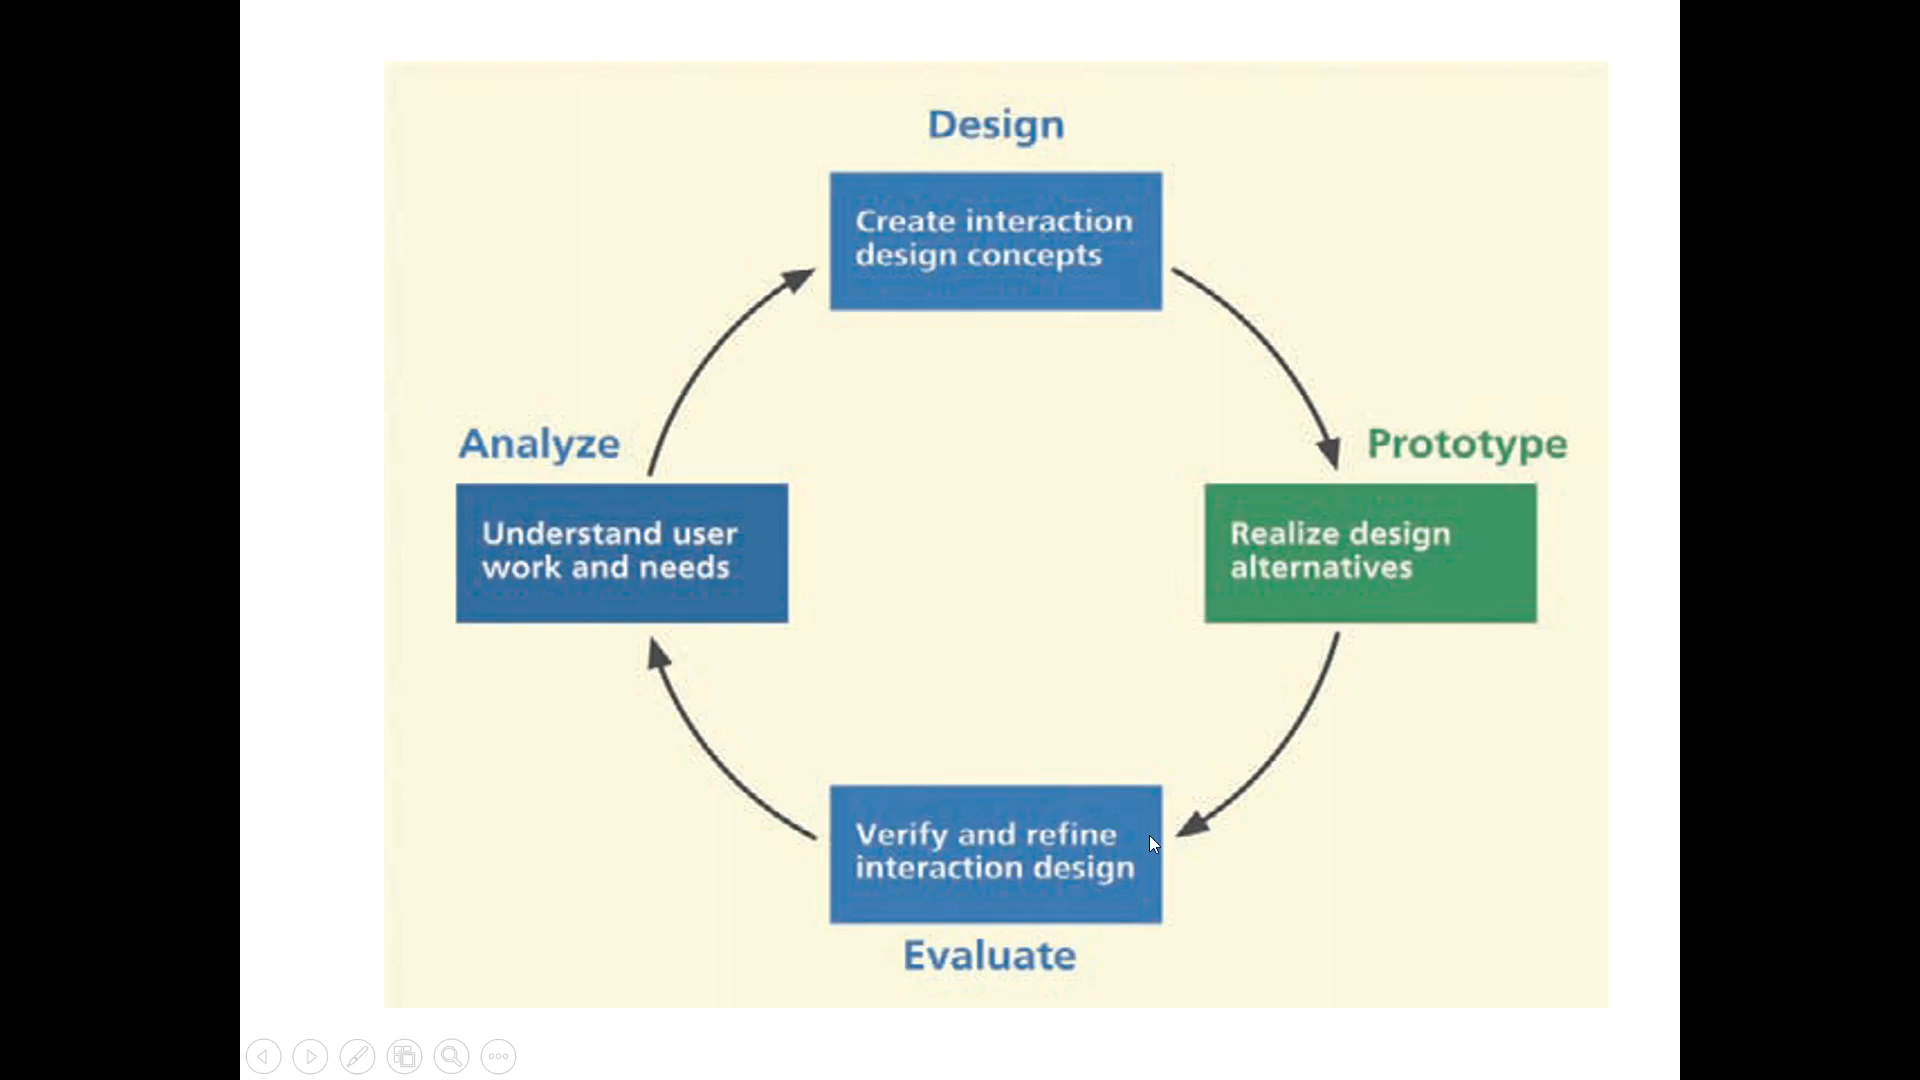 Design
Create interaction
design concepts
Analyze
Prototype
Understand user
work and needs
Realize design
alternatives
Verify and refine
interaction design
Evaluate